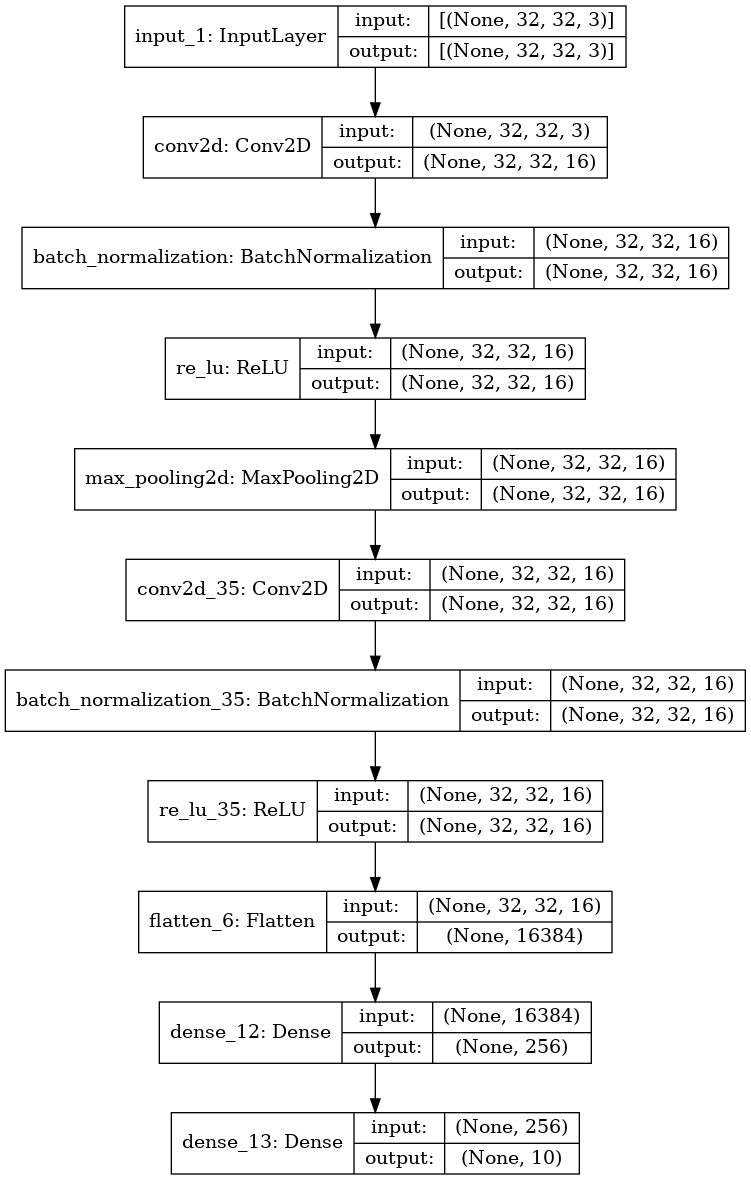 input_1: InputLayer
input: [(None, 32, 32, 3)]
output: [(None, 32, 32, 3)]
conv2d: Conv2D
input: (None, 32, 32, 3)
output: (None, 32, 32, 16)
batch_normalization: BatchNormalization
input: (None, 32, 32, 16)
output: (None, 32, 32, 16)
re_lu: ReLU
input: (None, 32, 32, 16)
output: (None, 32, 32, 16)
max_pooling2d: MaxPooling2D
input: (None, 32, 32, 16)
output: (None, 32, 32, 16)
conv2d_35: Conv2D
input: (None, 32, 32, 16)
output: (None, 32, 32, 16)
batch_normalization_35: BatchNormalization
input: (None, 32, 32, 16)
output: (None, 32, 32, 16)
re_lu_35: ReLU
input: (None, 32, 32, 16)
output: (None, 32, 32, 16)
flatten_6: Flatten
input: (None, 32, 32, 16)
output: (None, 16384)
dense_12: Dense
input: (None, 16384)
output: (None, 256)
dense_13: Dense
input: (None, 256)
output: (None, 10)